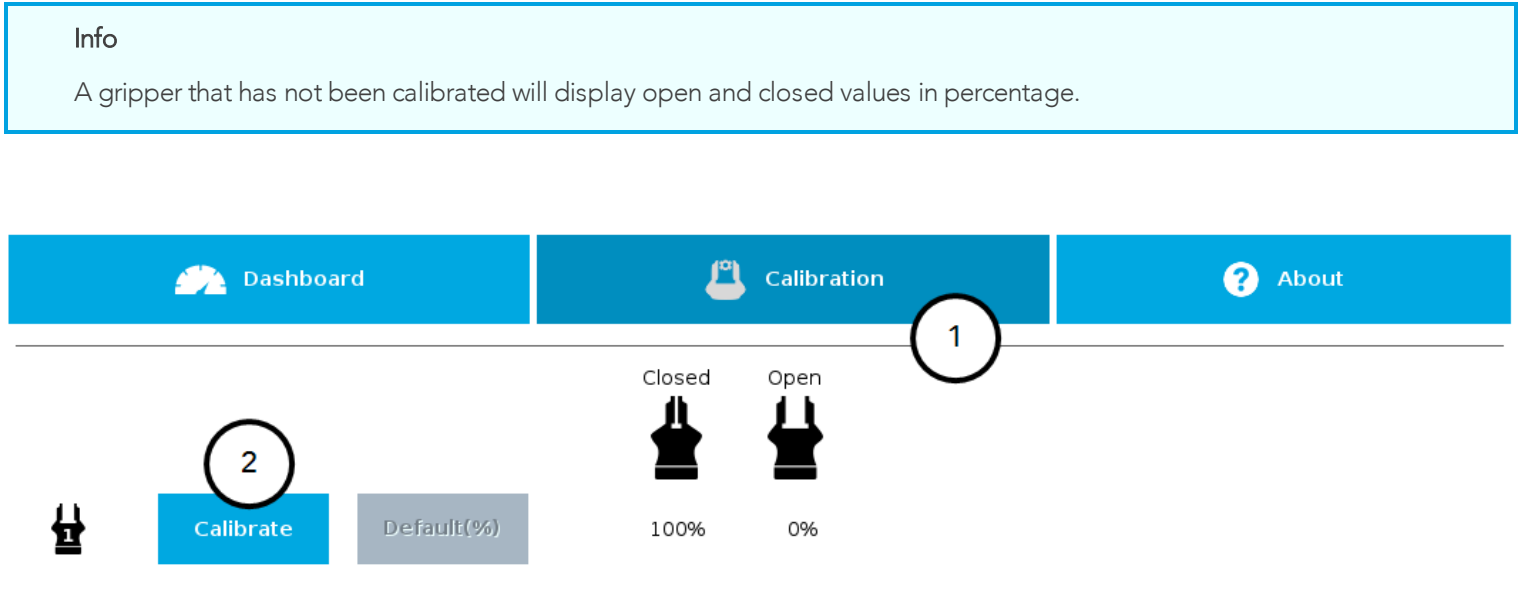 Info
A gripper that has not been calibrated will display open and closed values in percentage.
Dashboard Calibration About
1
Closed Open
2
1 Calibrate Default(%) 100% 0%